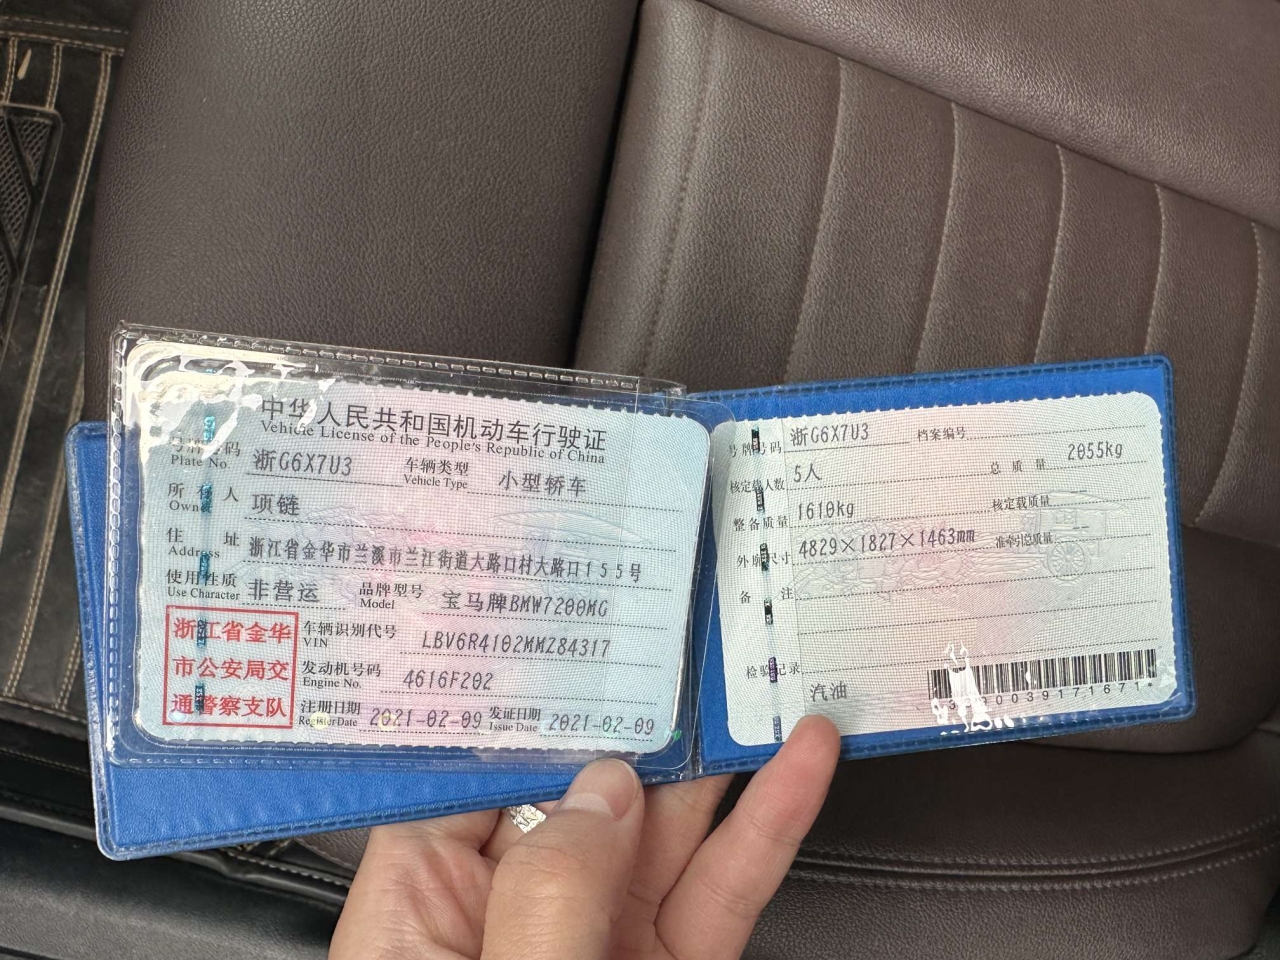 中华人民共和国机动车行驶证
Vehicle License of the People's Republic of China
号牌号码 浙G6X7U3 车辆类型 小型轿车
Plate No. Vehicle Type
所有人 项链
Owner
住址 浙江省金华市兰溪市兰江街道大路口村大路口155号
Address
使用性质 非营运 品牌型号 宝马牌BMW7200MG
Use Character Model
浙江省金华
市公安局交
通警察支队
车辆识别代号 LBV6R4102MMZ84317
VIN
发动机号码 4616F202
Engine No.
注册日期 2021-02-09 发证日期 2021-02-09
Register Date Issue Date
号牌号码 浙G6X7U3 档案编号
核定载人数 5人 总质量 2055kg
整备质量 1610kg 核定载质量 --
外廓尺寸 4829×1827×1463mm 准牵引总质量 --
备注
检验记录
汽油